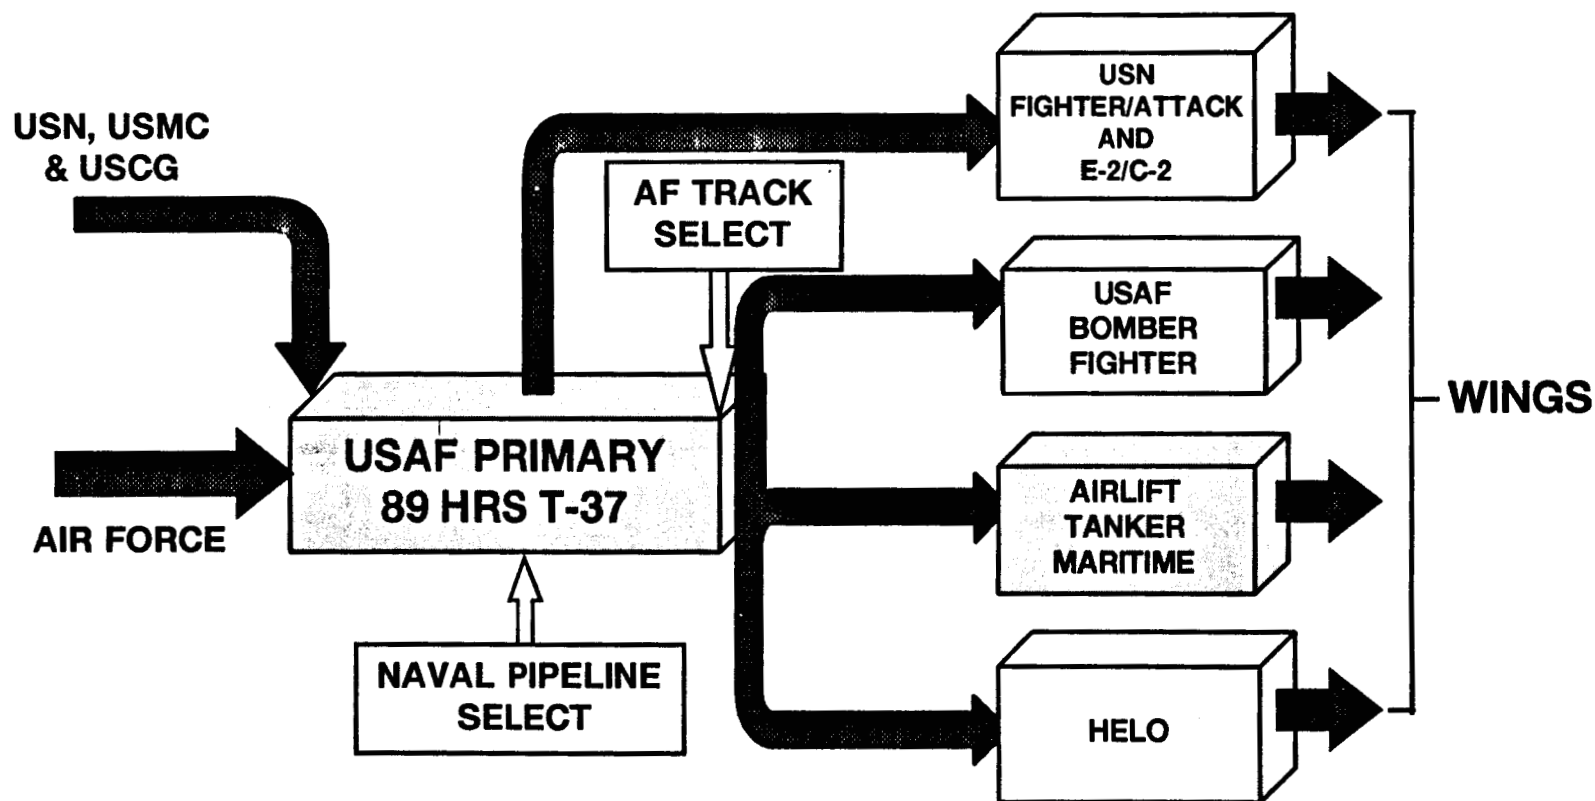 USN, USMC
& USCG
AIR FORCE
USAF PRIMARY
89 HRS T-37
NAVAL PIPELINE
SELECT
AF TRACK
SELECT
USN
FIGHTER/ATTACK
AND
E-2/C-2
USAF
BOMBER
FIGHTER
AIRLIFT
TANKER
MARITIME
HELO
WINGS